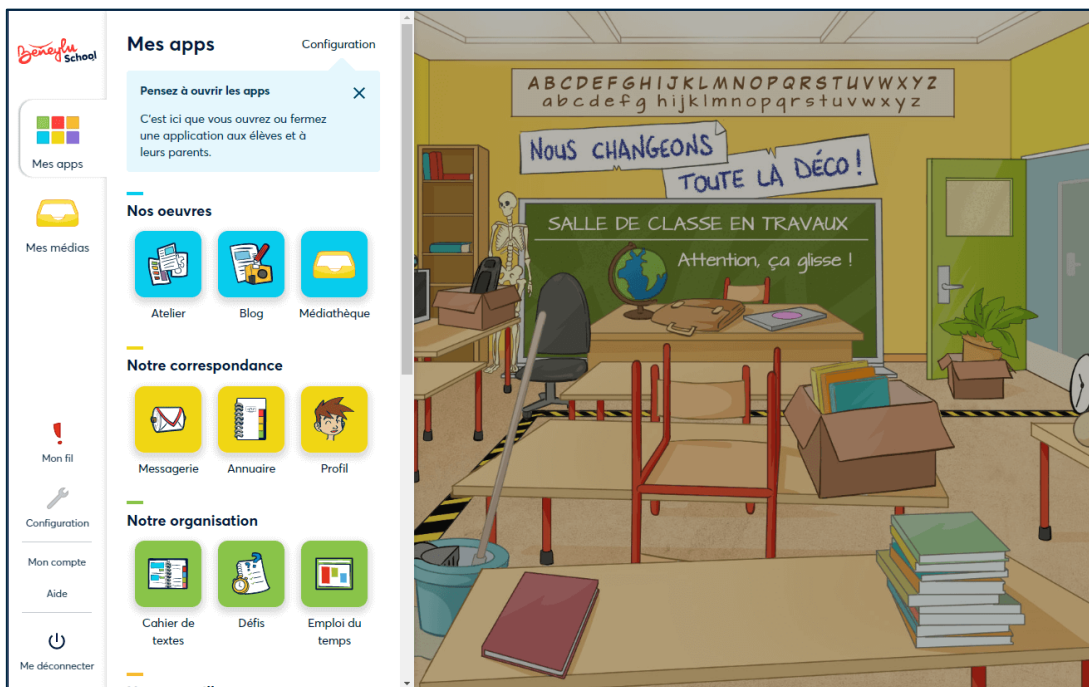 Beneylu
School
Mes apps
Mes médias
Mon fil
Configuration
Mon compte
Aide
Me déconnecter
Mes apps
Configuration
Pensez à ouvrir les apps
C'est ici que vous ouvrez ou fermez
une application aux élèves et à
leurs parents.
Nos oeuvres
Atelier
Blog
Médiathèque
Notre correspondance
Messagerie
Annuaire
Profil
Notre organisation
Cahier de
textes
Défis
Emploi du
temps
ABCDEFGHIJKLMNOPQRSTUVWXYZ
abcdefghijklmnopqrstuvwxyz
NOUS CHANGEONS
TOUTE LA DÉCO !
SALLE DE CLASSE EN TRAVAUX
Attention, ça glisse !